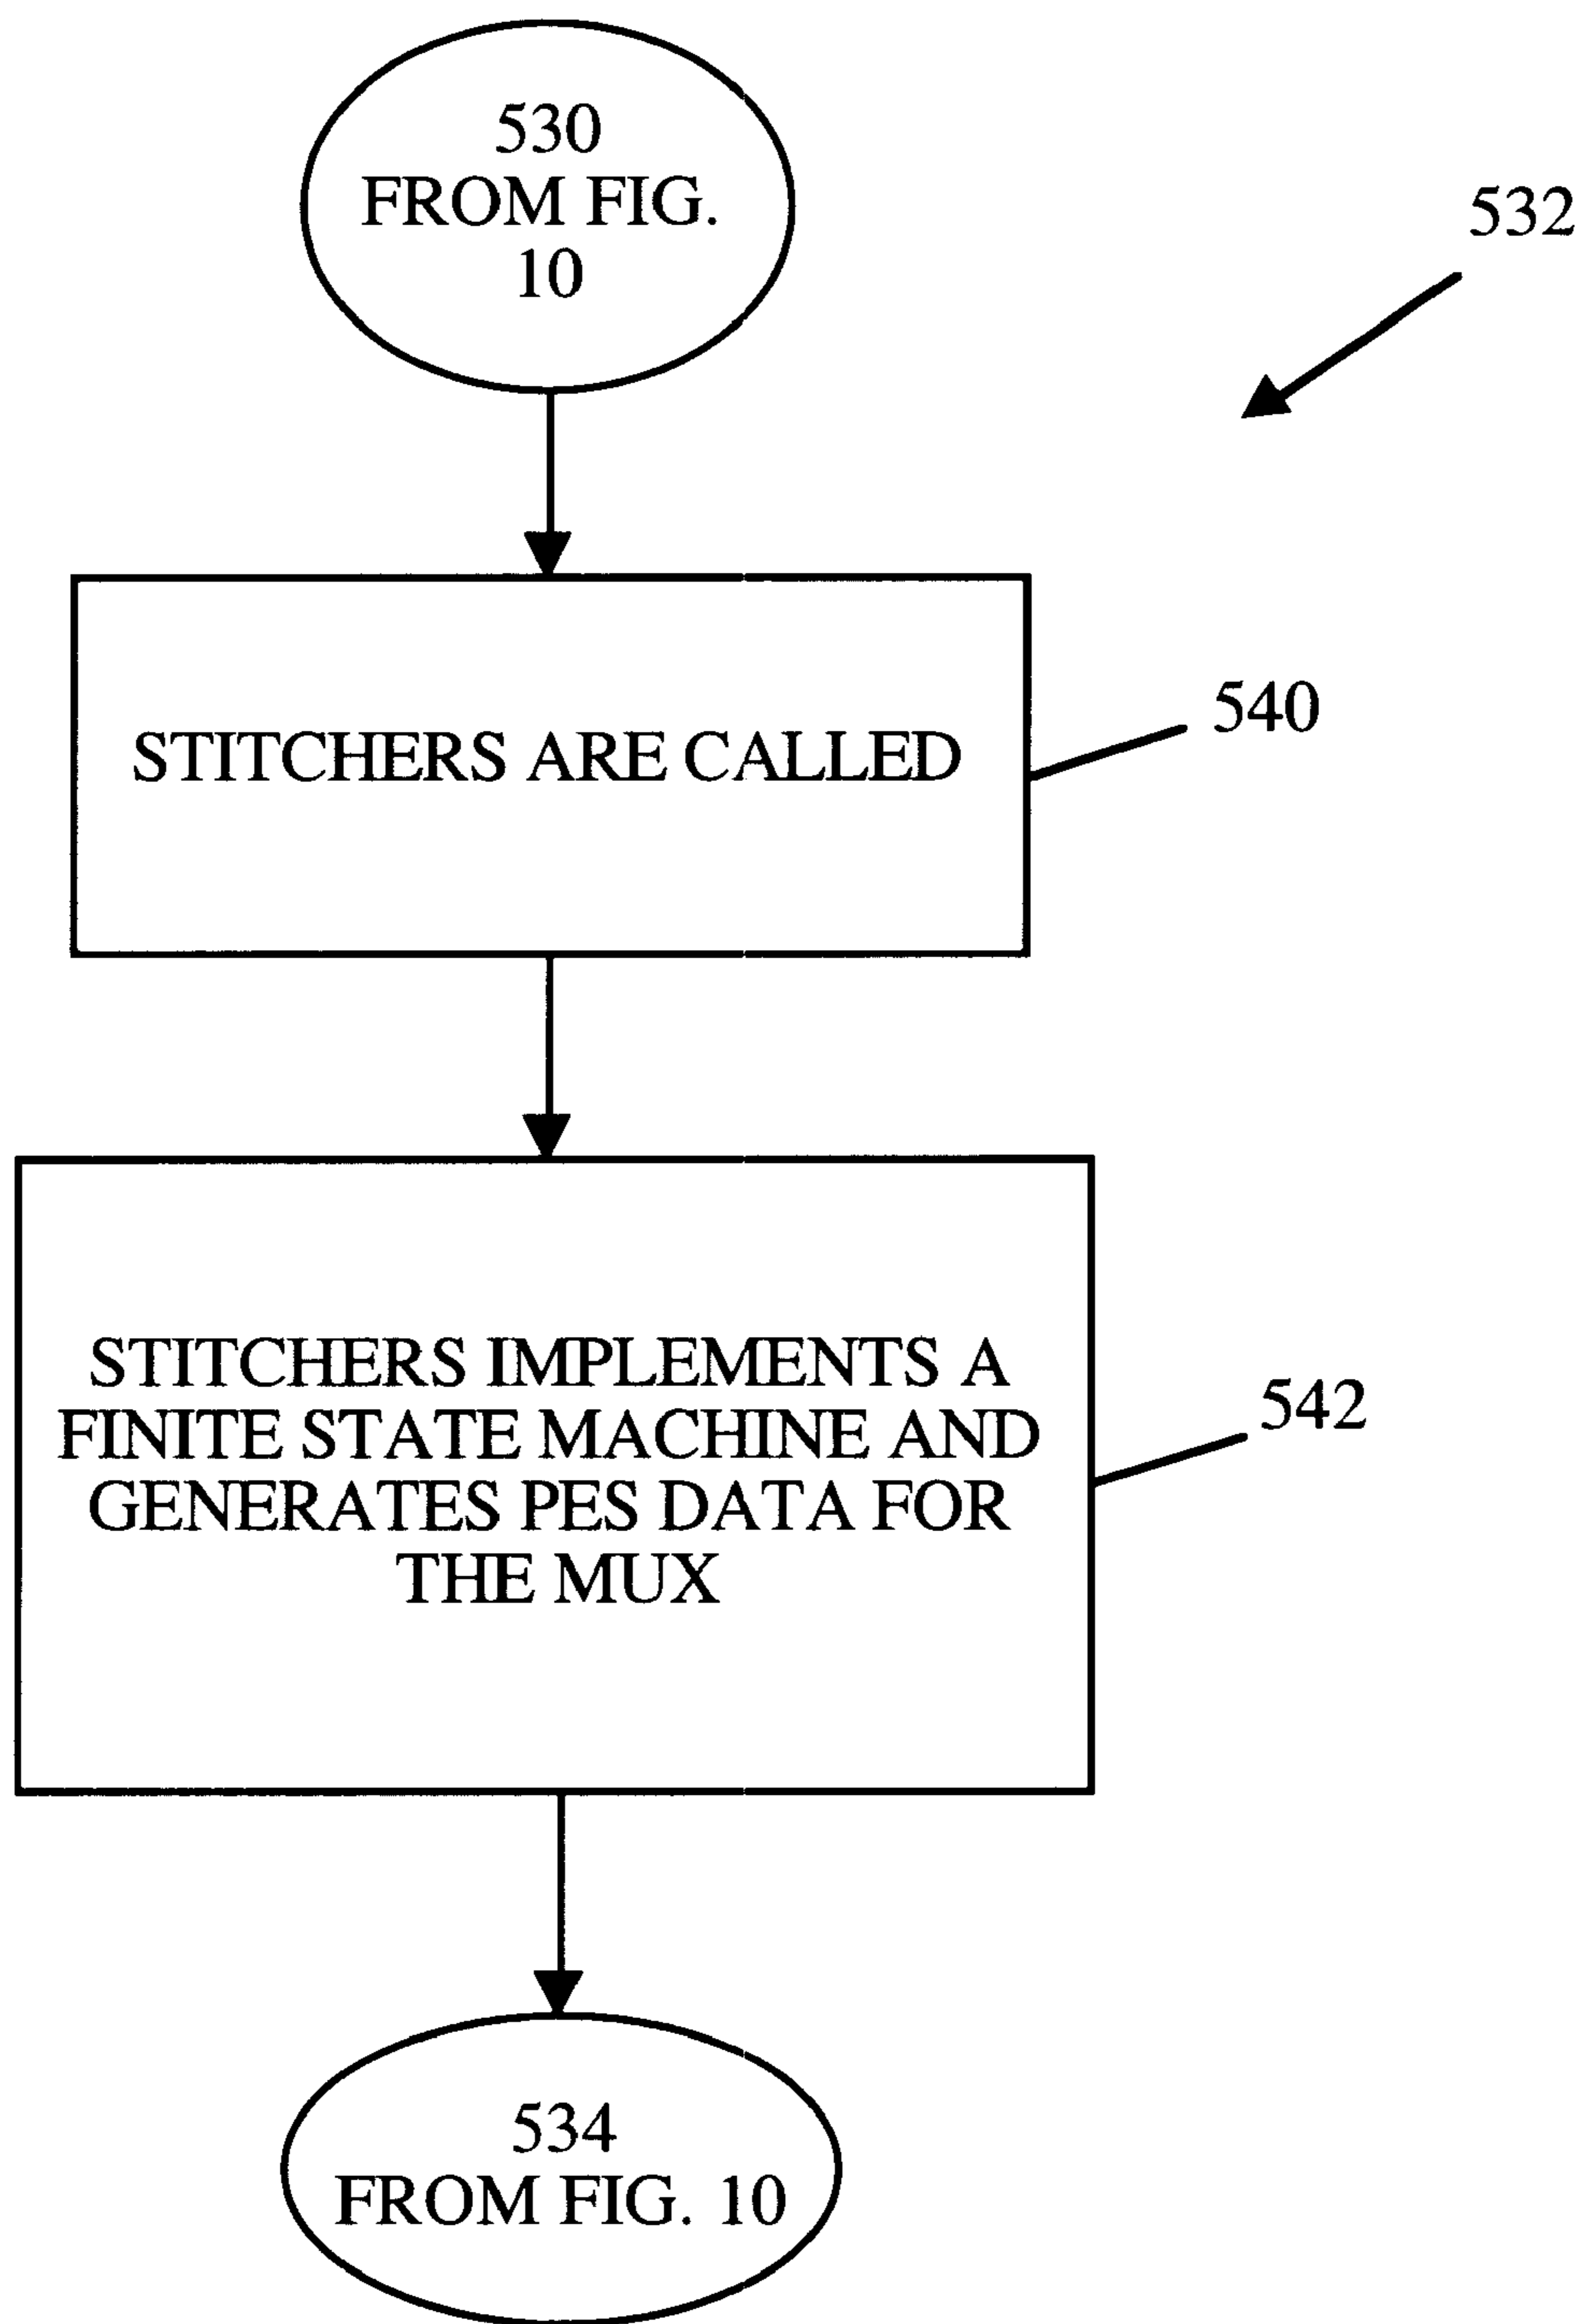 530
FROM FIG.
10
532
STITCHERS ARE CALLED
540
STITCHERS IMPLEMENTS A
FINITE STATE MACHINE AND
GENERATES PES DATA FOR
THE MUX
542
534
FROM FIG. 10